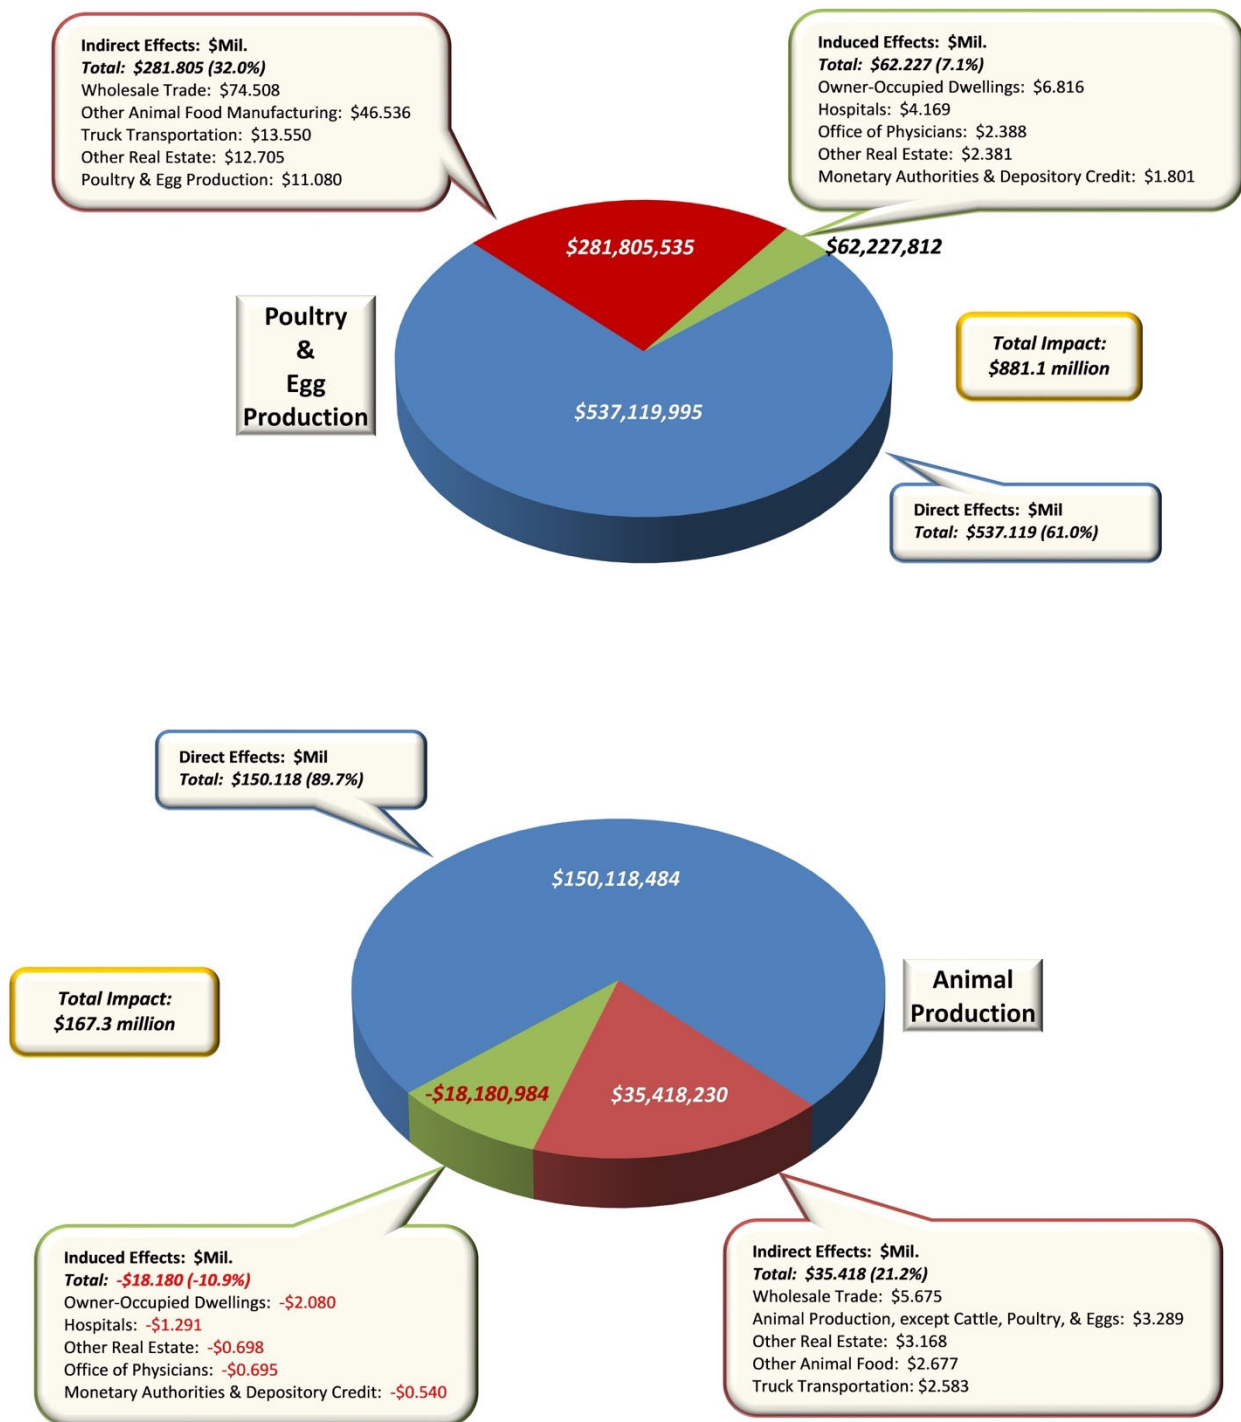 Indirect Effects:  $Mil.
Total:  $281.805 (32.0%)
Wholesale Trade:  $74.508
Other Animal Food Manufacturing:  $46.536
Truck Transportation:  $13.550
Other Real Estate:  $12.705
Poultry & Egg Production:  $11.080
Induced Effects:  $Mil.
Total:  $62.227 (7.1%)
Owner-Occupied Dwellings:  $6.816
Hospitals:  $4.169
Office of Physicians:  $2.388
Other Real Estate:  $2.381
Monetary Authorities & Depository Credit:  $1.801
$281,805,535
$62,227,812
Poultry
&
Egg
Production
Total Impact:
$881.1 million
$537,119,995
Direct Effects:  $Mil
Total:  $537.119 (61.0%)
Direct Effects:  $Mil
Total:  $150.118 (89.7%)
$150,118,484
Total Impact:
$167.3 million
Animal
Production
-$18,180,984
$35,418,230
Induced Effects:  $Mil.
Total:  -$18.180 (-10.9%)
Owner-Occupied Dwellings:  -$2.080
Hospitals:  -$1.291
Other Real Estate:  -$0.698
Office of Physicians:  -$0.695
Monetary Authorities & Depository Credit:  -$0.540
Indirect Effects:  $Mil.
Total:  $35.418 (21.2%)
Wholesale Trade:  $5.675
Animal Production, except Cattle, Poultry, & Eggs:  $3.289
Other Real Estate:  $3.168
Other Animal Food:  $2.677
Truck Transportation: $2.583